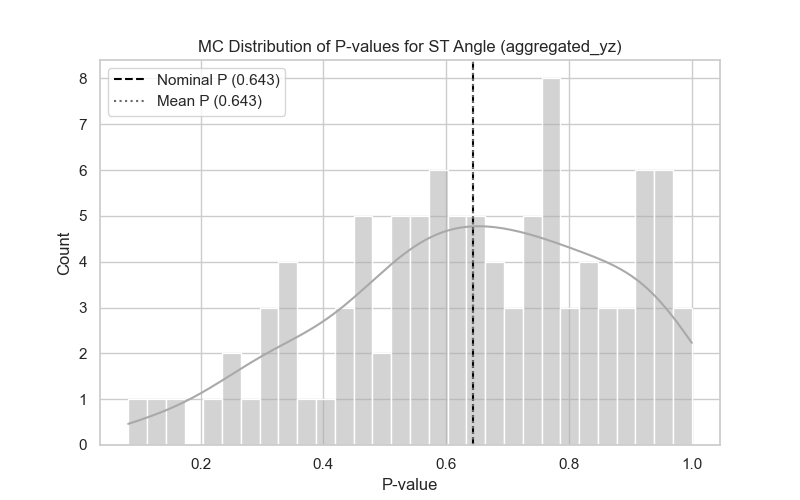 MC Distribution of P-values for ST Angle (aggregated_yz)
Nominal P (0.643)
Mean P (0.643)
8
7
6
5
4
3
2
1
0
Count
0.2
0.4
0.6
0.8
1.0
P-value